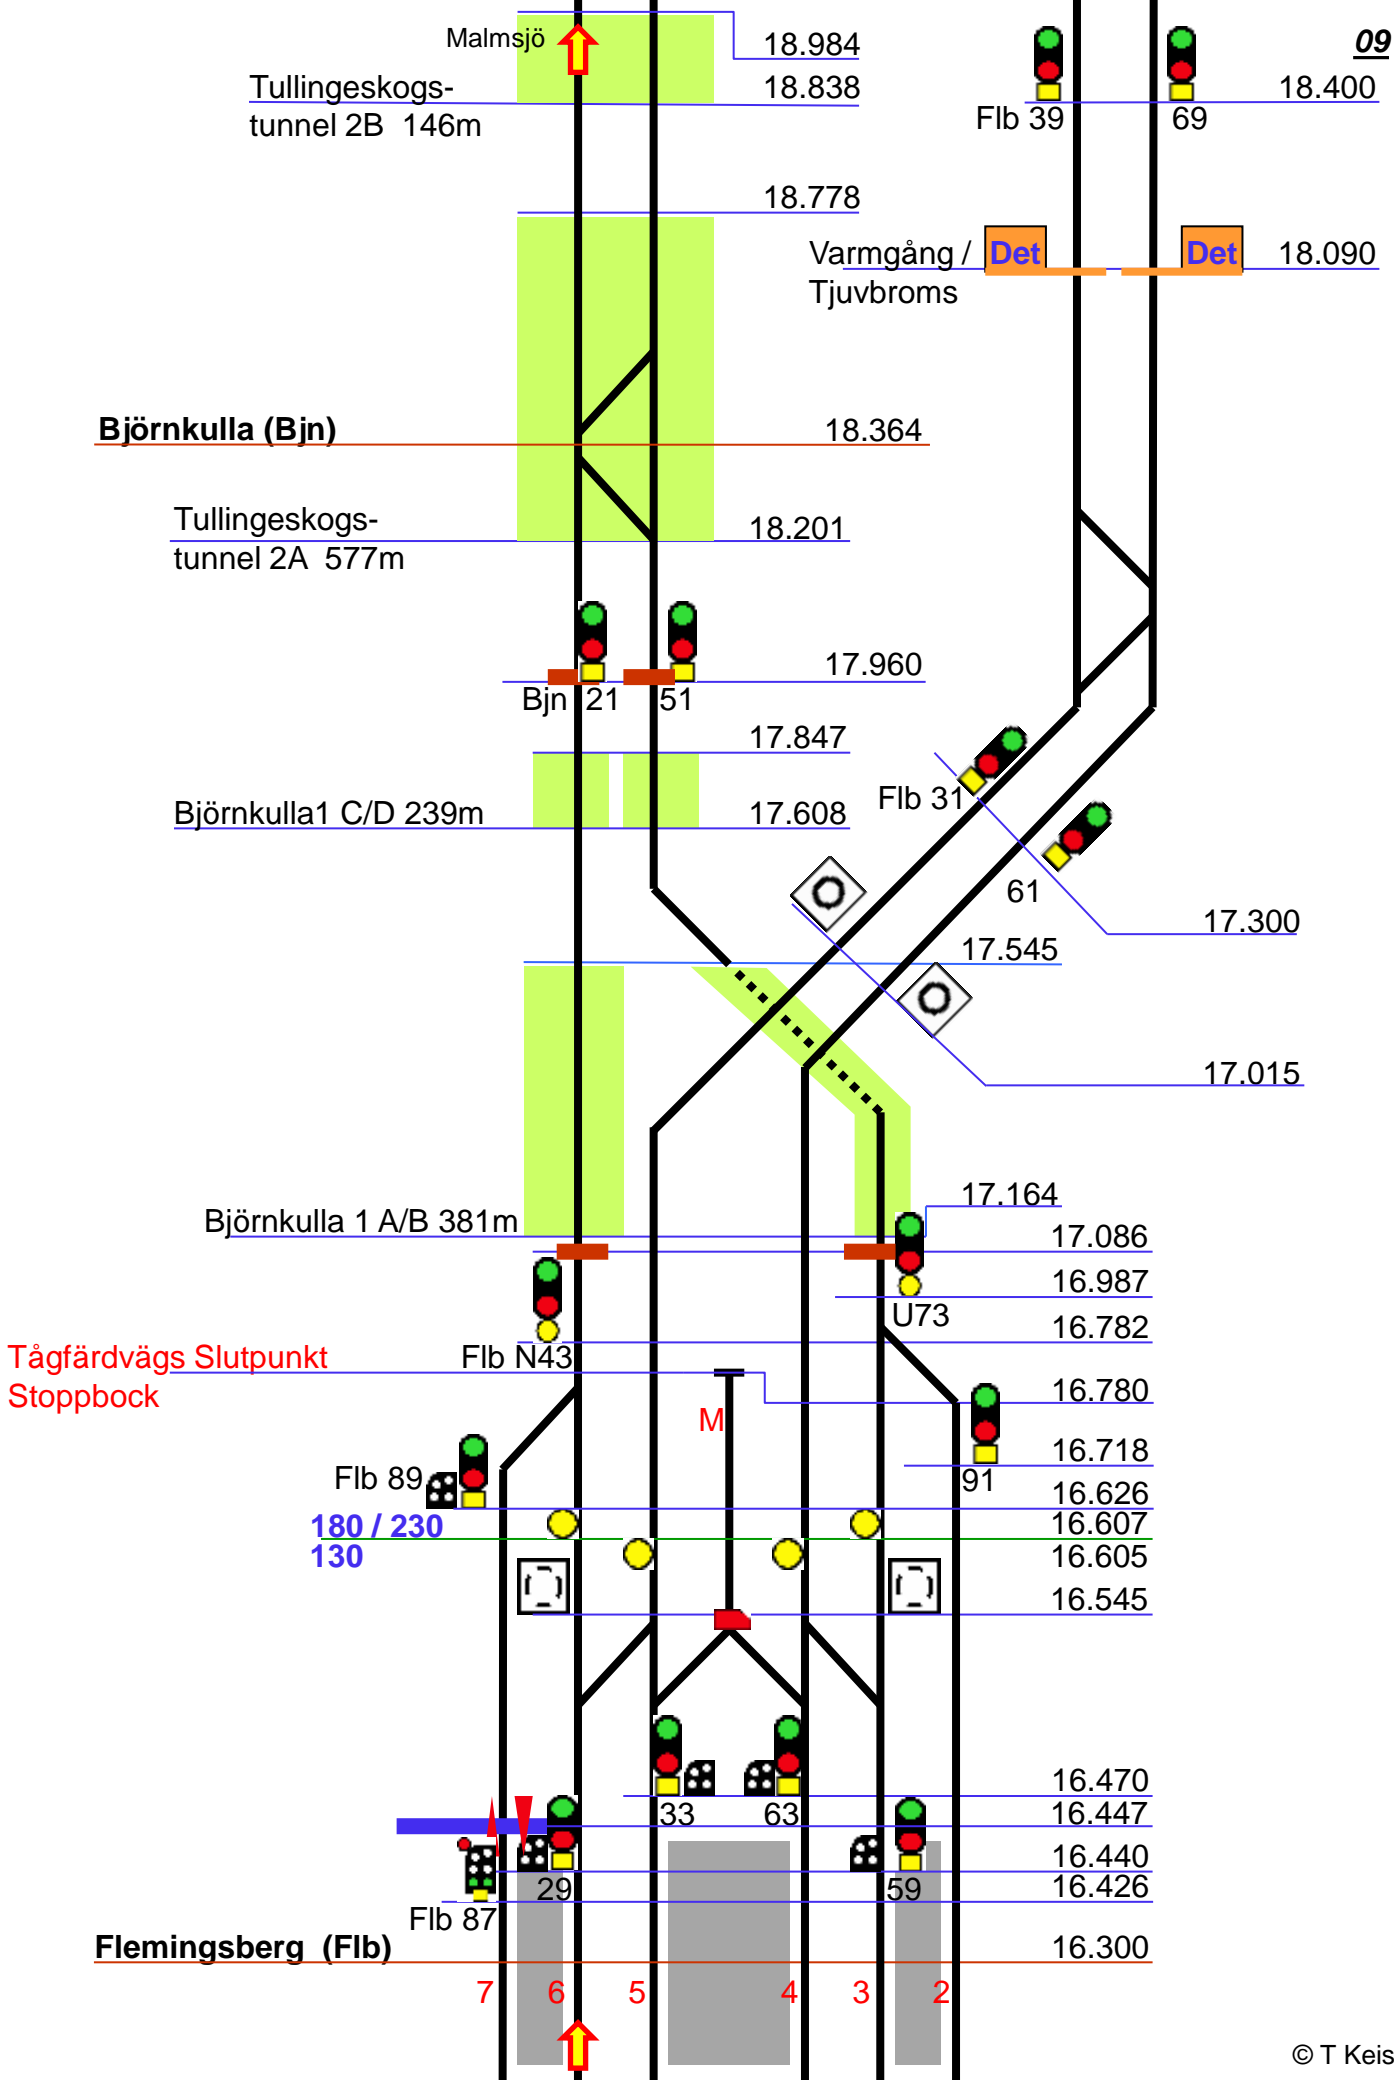 Malmsjö
18.984
09
Tullingeskogs-
18.838
18.400
tunnel 2B 146m
Flb 39
69
18.778
Varmgång /
Det
Det
18.090
Tjuvbroms
Björnkulla (Bjn)
18.364
Tullingeskogs-
18.201
tunnel 2A 577m
17.960
Bjn 21
51
17.847
Flb 31
Björnkulla1 C/D 239m
17.608
61
17.300
17.545
17.015
17.164
Björnkulla 1 A/B 381m
17.086
16.987
U73
16.782
Tågfärdvägs Slutpunkt
Flb N43
Stoppbock
16.780
M
16.718
Flb 89
91
16.626
180 / 230
16.607
130
16.605
16.545
16.470
33
63
16.447
16.440
29
59
16.426
Flb 87
Flemingsberg (Flb)
16.300
7
6
5
4
3
2
© T Keis